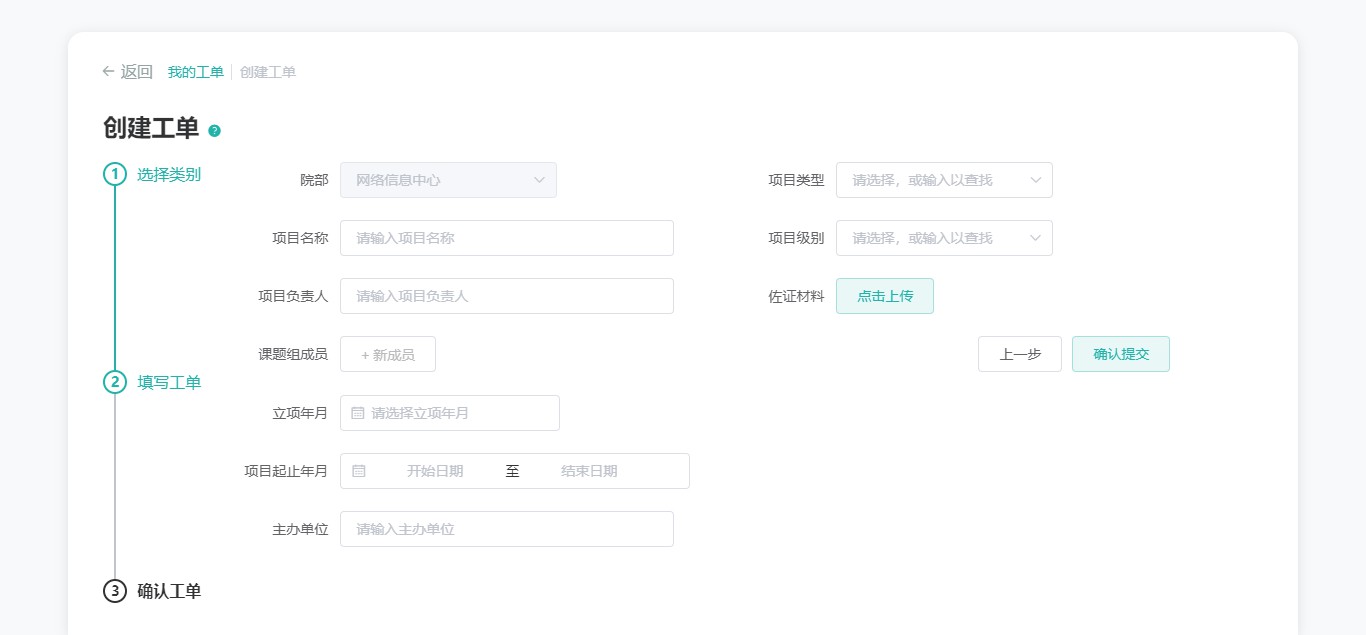 返回 我的工单 创建工单
创建工单 ?
1 选择类别
院部 网络信息中心
项目类型 请选择，或输入以查找
项目名称 请输入项目名称
项目级别 请选择，或输入以查找
项目负责人 请输入项目负责人
佐证材料 点击上传
课题组成员 + 新成员
上一步 确认提交
2 填写工单
立项年月 请选择立项年月
项目起止年月 开始日期 至 结束日期
主办单位 请输入主办单位
3 确认工单